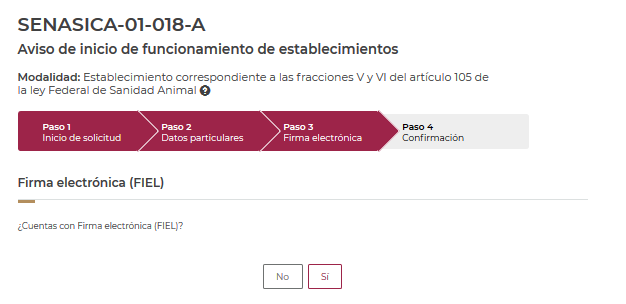 SENASICA-01-018-A
Aviso de inicio de funcionamiento de establecimientos
Modalidad: Establecimiento correspondiente a las fracciones V y VI del artículo 105 de
la ley Federal de Sanidad Animal ?
Paso 1
Inicio de solicitud
Paso 2
Datos particulares
Paso 3
Firma electrónica
Paso 4
Confirmación
Firma electrónica (FIEL)
¿Cuentas con Firma electrónica (FIEL)?
No
Sí